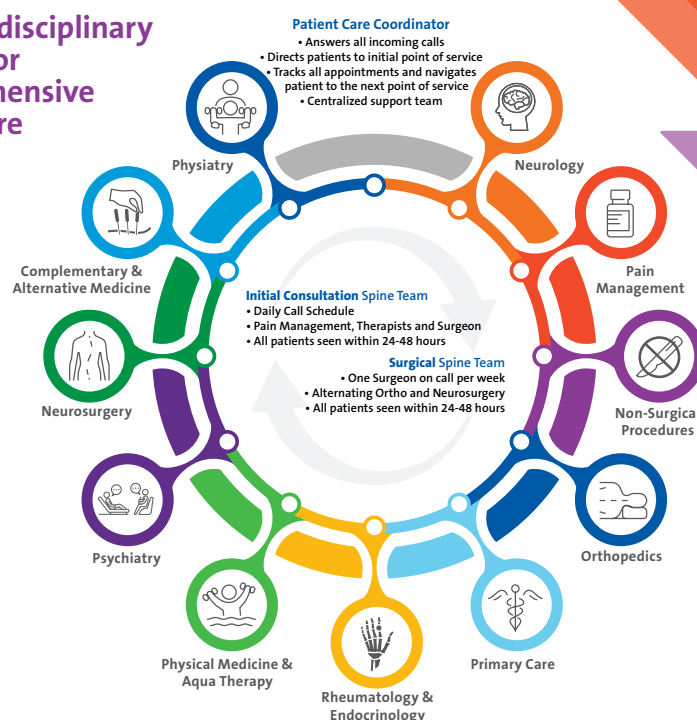 disciplinary
or
hensive
re
Patient Care Coordinator
• Answers all incoming calls
• Directs patients to initial point of service
• Tracks all appointments and navigates
patient to the next point of service
• Centralized support team
Physiatry
Neurology
Complementary &
Alternative Medicine
Pain
Management
Initial Consultation Spine Team
• Daily Call Schedule
• Pain Management, Therapists and Surgeon
• All patients seen within 24-48 hours
Surgical Spine Team
• One Surgeon on call per week
• Alternating Ortho and Neurosurgery
• All patients seen within 24-48 hours
Neurosurgery
Non-Surgica
Procedures
Psychiatry
Orthopedics
Physical Medicine &
Aqua Therapy
Primary Care
Rheumatology &
Endocrinology